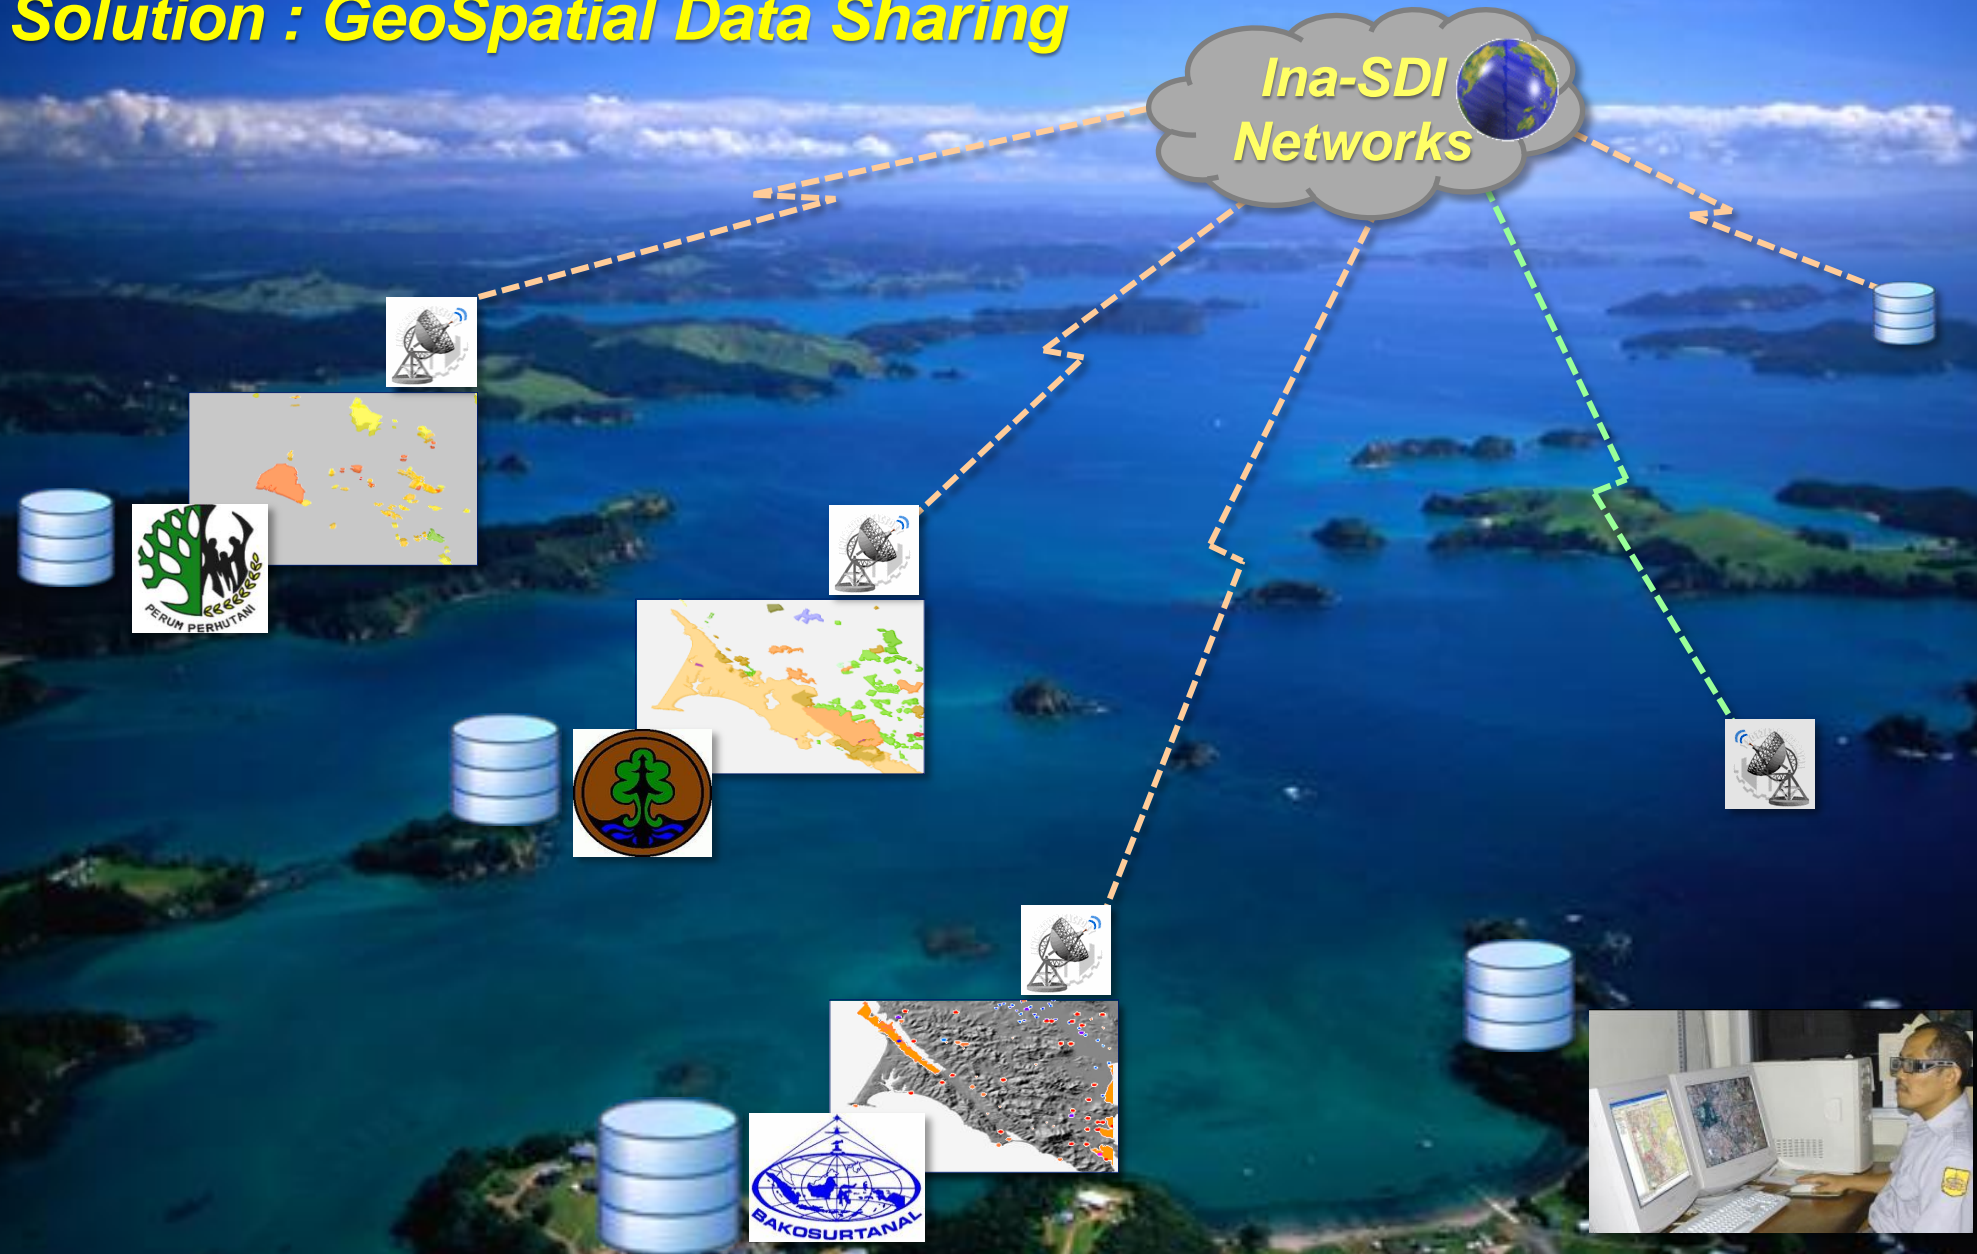 Solution : GeoSpatial Data Sharing
Ina-SDI
Networks
PERUM PERHUTANI
BAKOSURTANAL